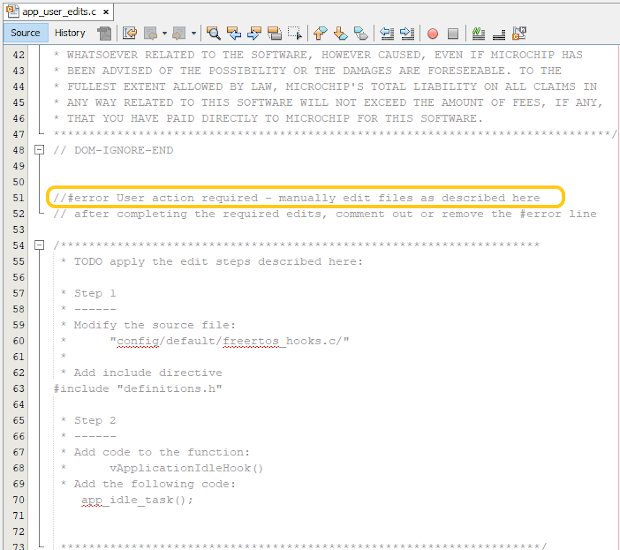 app_user_edits.c ×
Source History
42 * WHATSOEVER RELATED TO THE SOFTWARE, HOWEVER CAUSED, EVEN IF MICROCHIP HAS
43 * BEEN ADVISED OF THE POSSIBILITY OR THE DAMAGES ARE FORESEEABLE. TO THE
44 * FULLEST EXTENT ALLOWED BY LAW, MICROCHIP'S TOTAL LIABILITY ON ALL CLAIMS IN
45 * ANY WAY RELATED TO THIS SOFTWARE WILL NOT EXCEED THE AMOUNT OF FEES, IF ANY,
46 * THAT YOU HAVE PAID DIRECTLY TO MICROCHIP FOR THIS SOFTWARE.
47 *******************************************************************************/
48 // DOM-IGNORE-END
49
50
51 //#error User action required - manually edit files as described here
52 // after completing the required edits, comment out or remove the #error line
53
54 /*********************************************************************
55 * TODO apply the edit steps described here:
56
57 * Step 1
58 * ------
59 * Modify the source file:
60 * "config/default/freertos_hooks.c/"
61 *
62 * Add include directive
63 #include "definitions.h"
64
65 * Step 2
66 * ------
67 * Add code to the function:
68 * vApplicationIdleHook()
69 * Add the following code:
70 app_idle_task();
71
72
73 *********************************************************************/